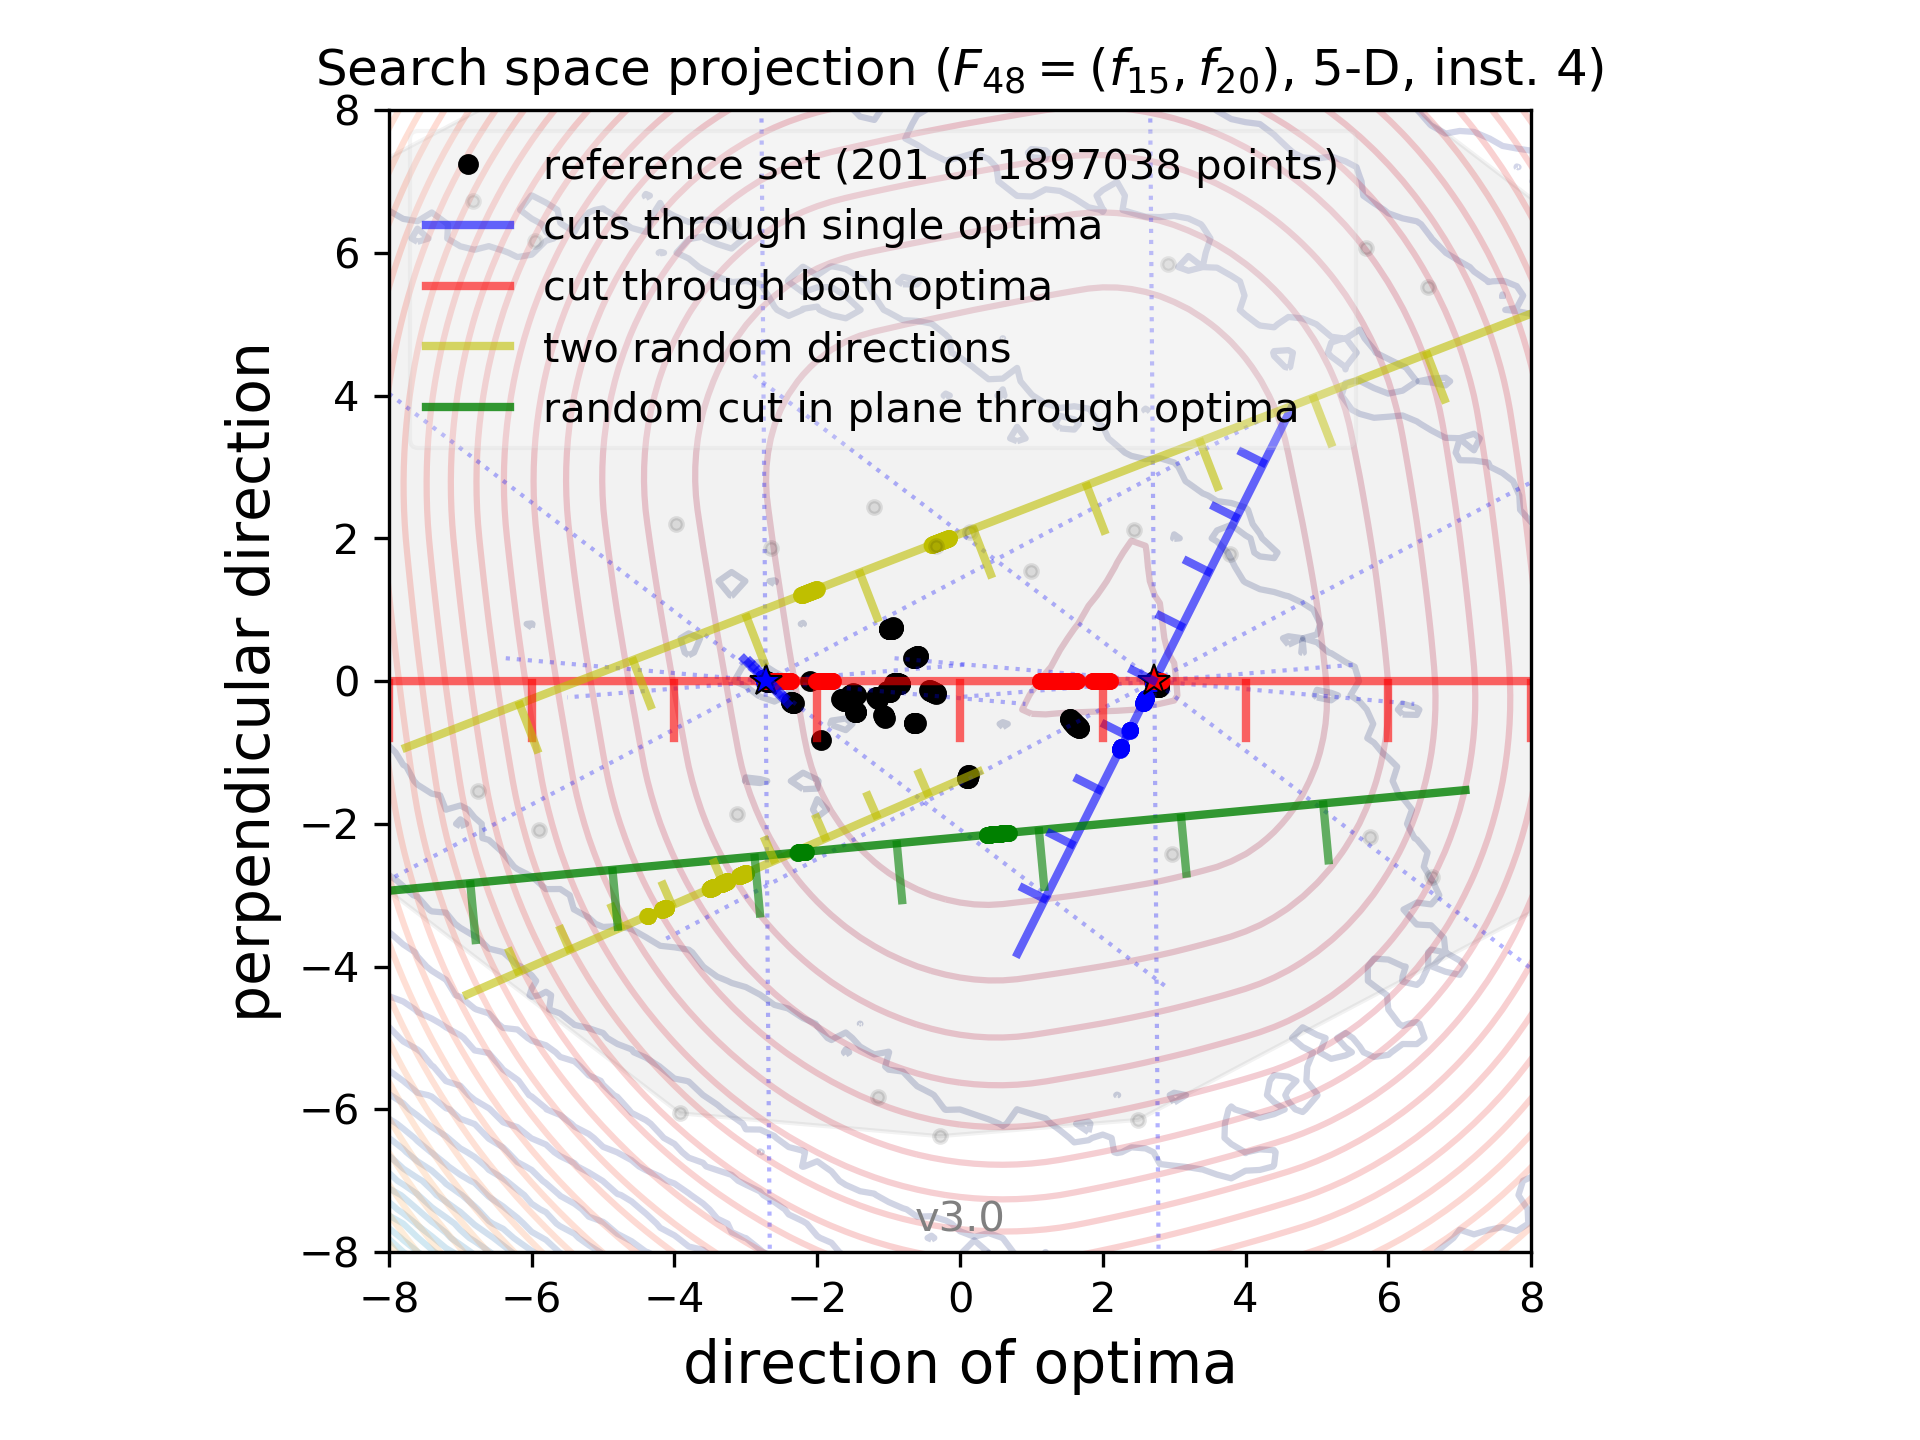 Search space projection (F48 = (f15, f20), 5-D, inst. 4)
8
reference set (201 of 1897038 points)
cuts through single optima
6
cut through both optima
two random directions
4
random cut in plane through optima
2
0
−2
−4
−6
−8
perpendicular direction
v3.0
−8 −6 −4 −2 0 2 4 6 8
direction of optima